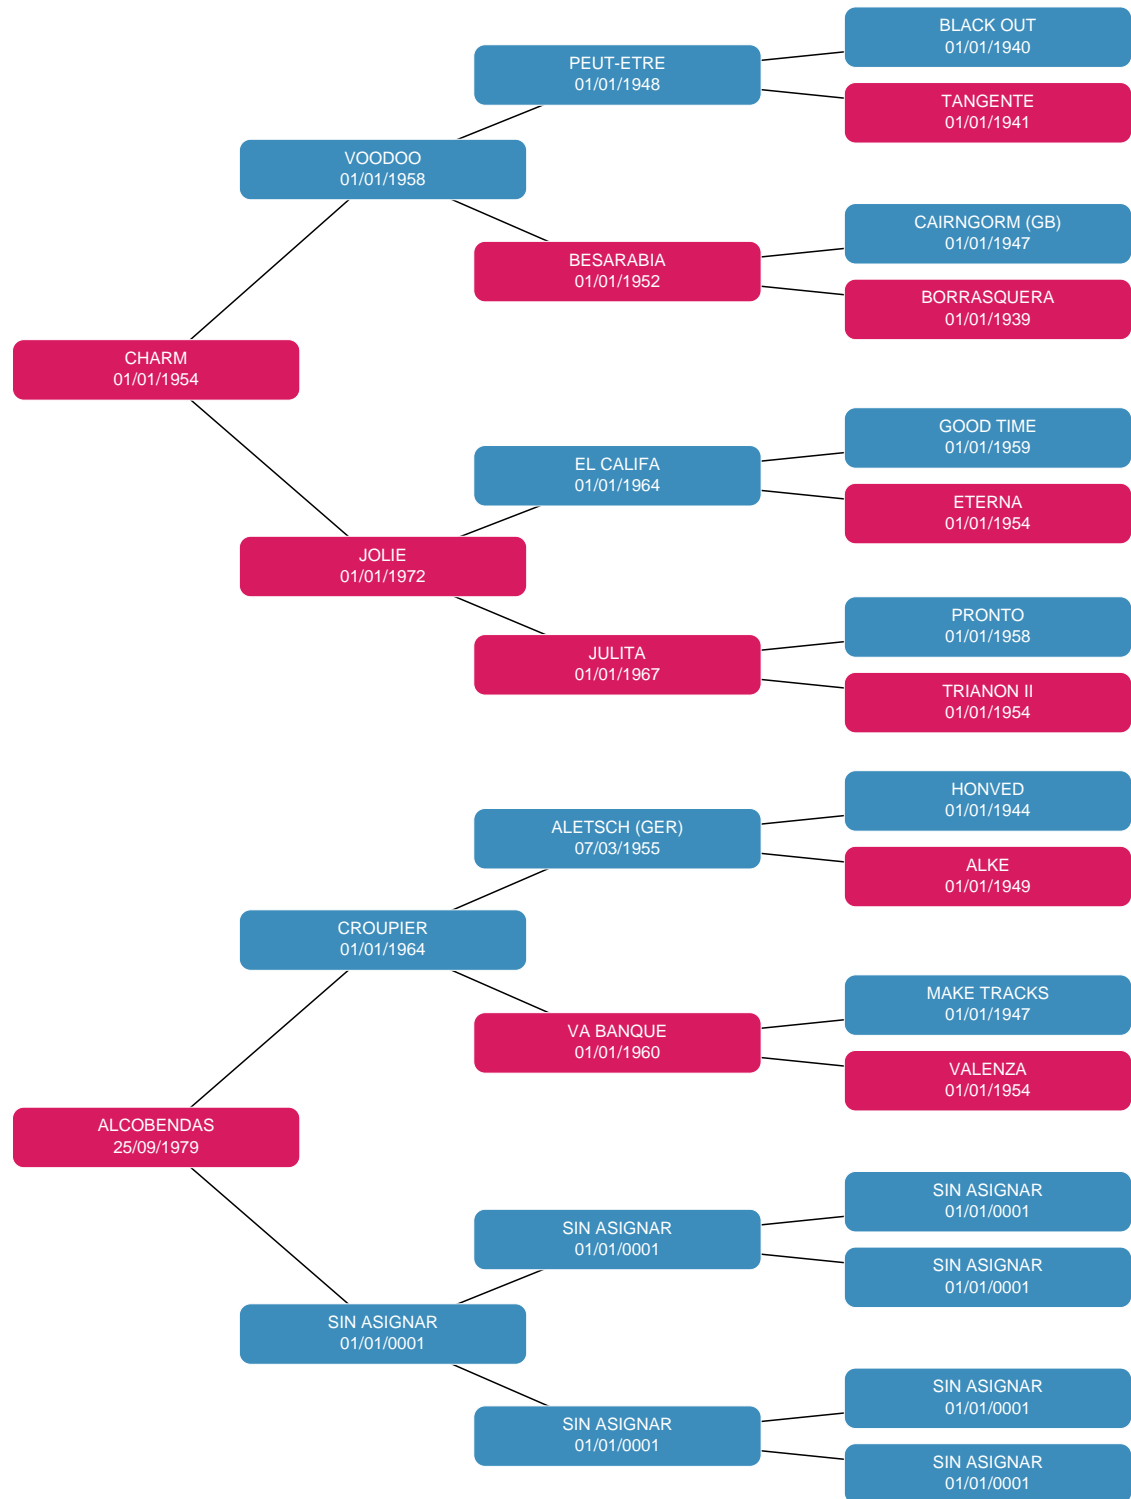 BLACK OUT
01/01/1940
PEUT-ETRE
01/01/1948
TANGENTE
01/01/1941
VOODOO
01/01/1958
CAIRNGORM (GB)
01/01/1947
BESARABIA
01/01/1952
BORRASQUERA
01/01/1939
CHARM
01/01/1954
GOOD TIME
01/01/1959
EL CALIFA
01/01/1964
ETERNA
01/01/1954
JOLIE
01/01/1972
PRONTO
01/01/1958
JULITA
01/01/1967
TRIANON II
01/01/1954
HONVED
01/01/1944
ALETSCH (GER)
07/03/1955
ALKE
01/01/1949
CROUPIER
01/01/1964
MAKE TRACKS
01/01/1947
VA BANQUE
01/01/1960
VALENZA
01/01/1954
ALCOBENDAS
25/09/1979
SIN ASIGNAR
01/01/0001
SIN ASIGNAR
01/01/0001
SIN ASIGNAR
01/01/0001
SIN ASIGNAR
01/01/0001
SIN ASIGNAR
01/01/0001
SIN ASIGNAR
01/01/0001
SIN ASIGNAR
01/01/0001